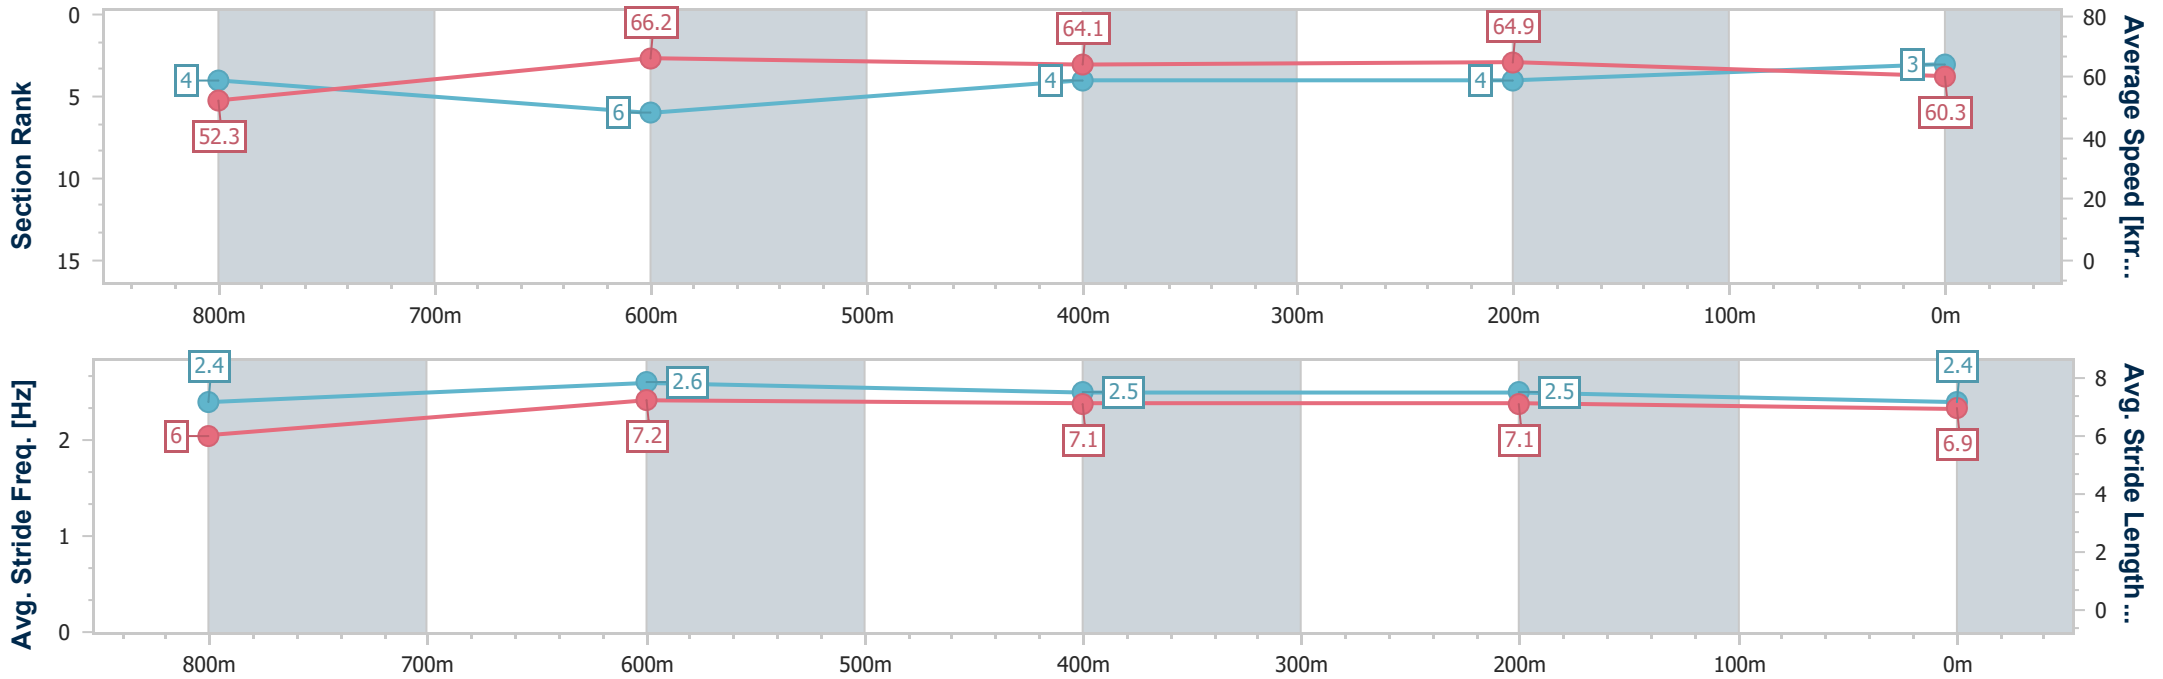 Section Rank
0
5
10
15
4
52.3
66.2
6
64.1
4
64.9
4
3
60.3
80
60
40
20
0
Average Speed [km...
800m
700m
600m
500m
400m
300m
200m
100m
0m
Avg. Stride Freq. [Hz]
2
1
0
2.4
6
2.6
7.2
2.5
7.1
2.5
7.1
2.4
6.9
8
6
4
2
0
Avg. Stride Length ...
800m
700m
600m
500m
400m
300m
200m
100m
0m